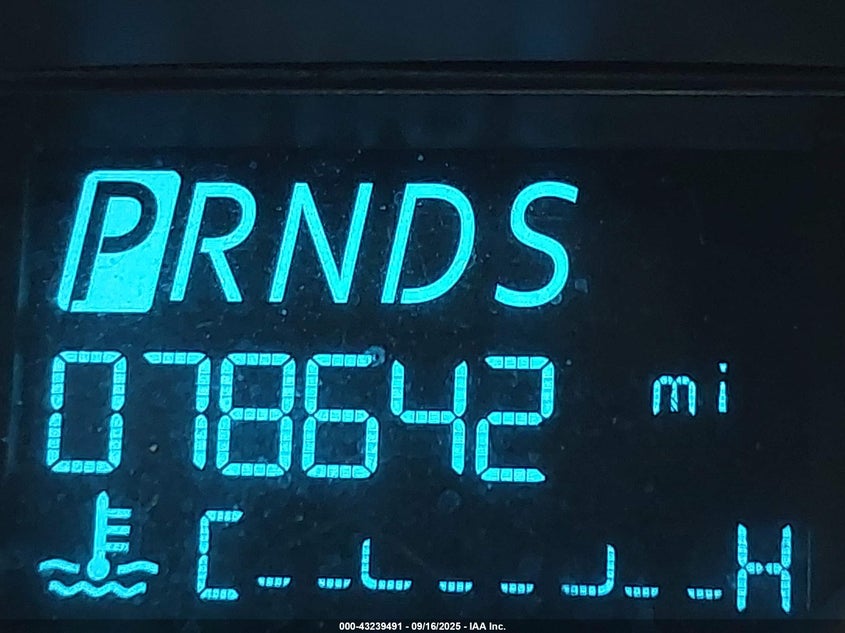 PRNDS
078642 mi
C H
000-43239491 - 09/16/2025 - IAA Inc.